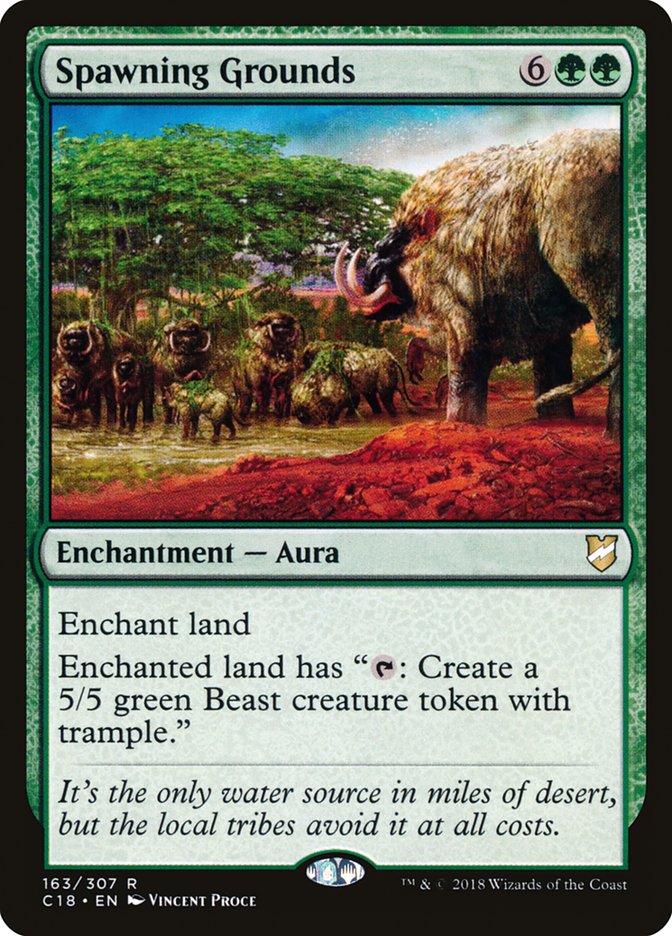 Spawning Grounds 6
Enchantment — Aura
Enchant land
Enchanted land has “: Create a
5/5 green Beast creature token with
trample.”
It's the only water source in miles of desert,
but the local tribes avoid it at all costs.
163/307 R
C18 • EN Vincent Proce
™ & © 2018 Wizards of the Coast